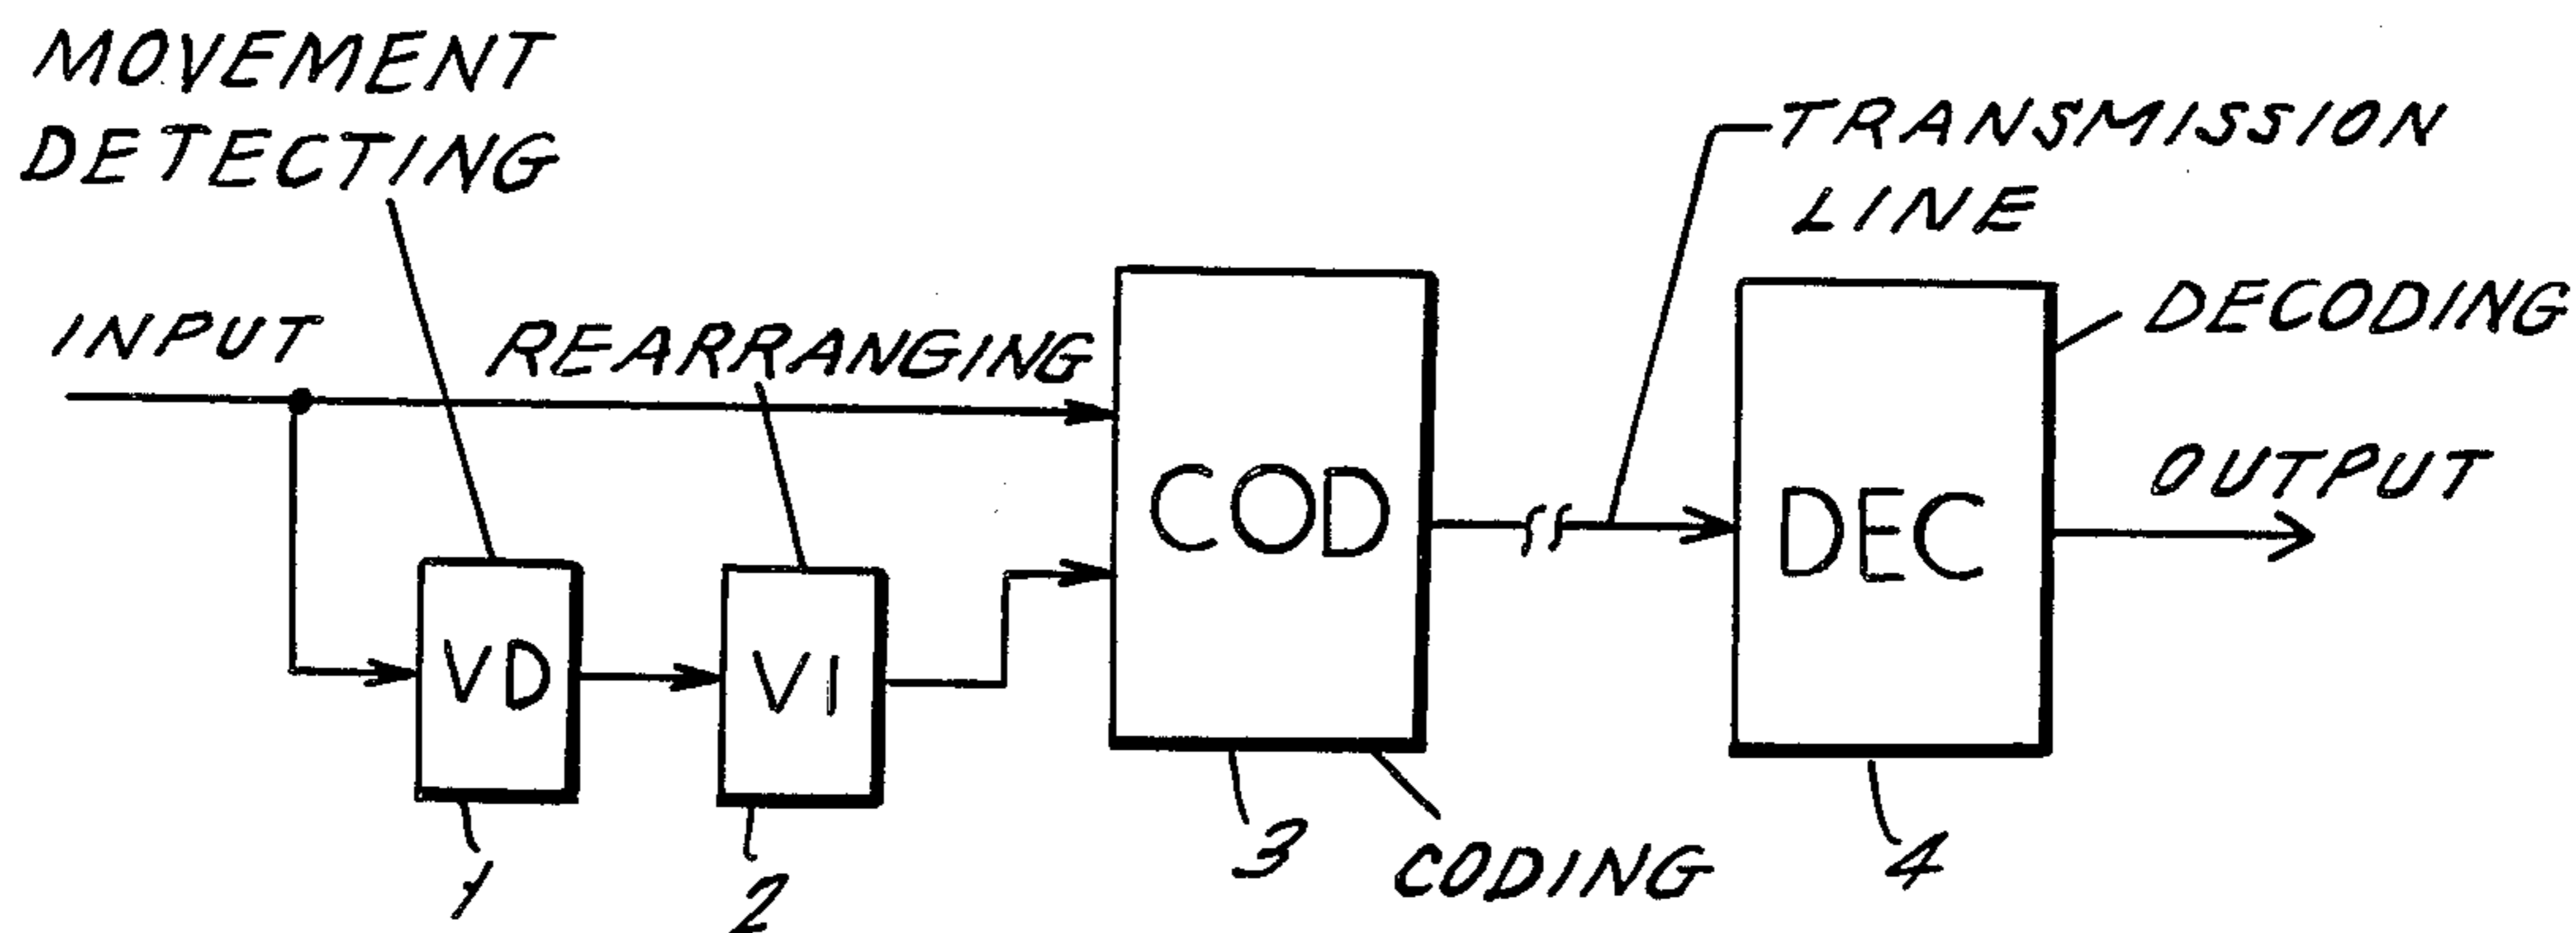 MOVEMENT
DETECTING
TRANSMISSION
LINE
INPUT
REARRANGING
DECODING
COD
DEC
OUTPUT
VD
VI
1
2
3
CODING
4